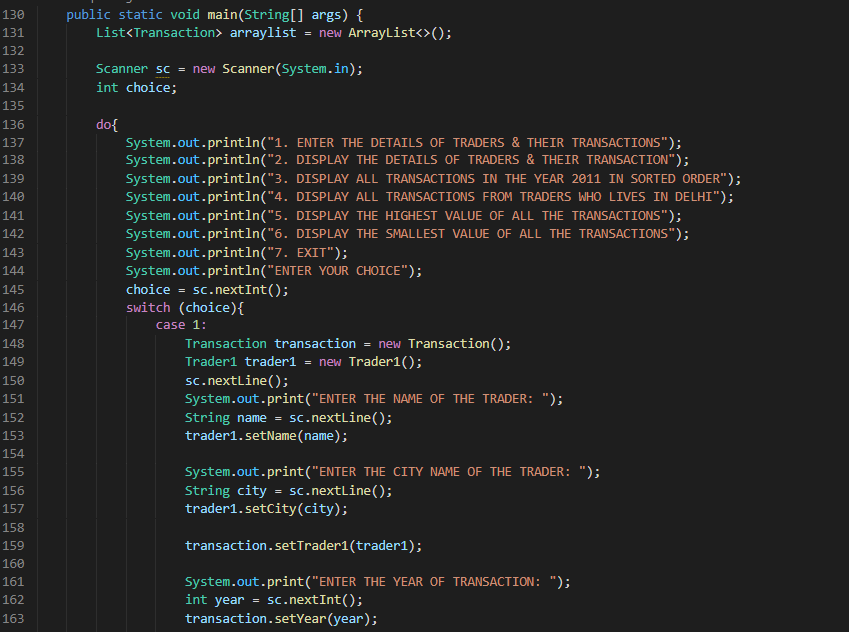 130 public static void main(String[] args) {
131 List<Transaction> arraylist = new ArrayList<>();
132
133 Scanner sc = new Scanner(System.in);
134 int choice;
135
136 do{
137 System.out.println("1. ENTER THE DETAILS OF TRADERS & THEIR TRANSACTIONS");
138 System.out.println("2. DISPLAY THE DETAILS OF TRADERS & THEIR TRANSACTION");
139 System.out.println("3. DISPLAY ALL TRANSACTIONS IN THE YEAR 2011 IN SORTED ORDER");
140 System.out.println("4. DISPLAY ALL TRANSACTIONS FROM TRADERS WHO LIVES IN DELHI");
141 System.out.println("5. DISPLAY THE HIGHEST VALUE OF ALL THE TRANSACTIONS");
142 System.out.println("6. DISPLAY THE SMALLEST VALUE OF ALL THE TRANSACTIONS");
143 System.out.println("7. EXIT");
144 System.out.println("ENTER YOUR CHOICE");
145 choice = sc.nextInt();
146 switch (choice){
147 case 1:
148 Transaction transaction = new Transaction();
149 Trader1 trader1 = new Trader1();
150 sc.nextLine();
151 System.out.print("ENTER THE NAME OF THE TRADER: ");
152 String name = sc.nextLine();
153 trader1.setName(name);
154
155 System.out.print("ENTER THE CITY NAME OF THE TRADER: ");
156 String city = sc.nextLine();
157 trader1.setCity(city);
158
159 transaction.setTrader1(trader1);
160
161 System.out.print("ENTER THE YEAR OF TRANSACTION: ");
162 int year = sc.nextInt();
163 transaction.setYear(year);